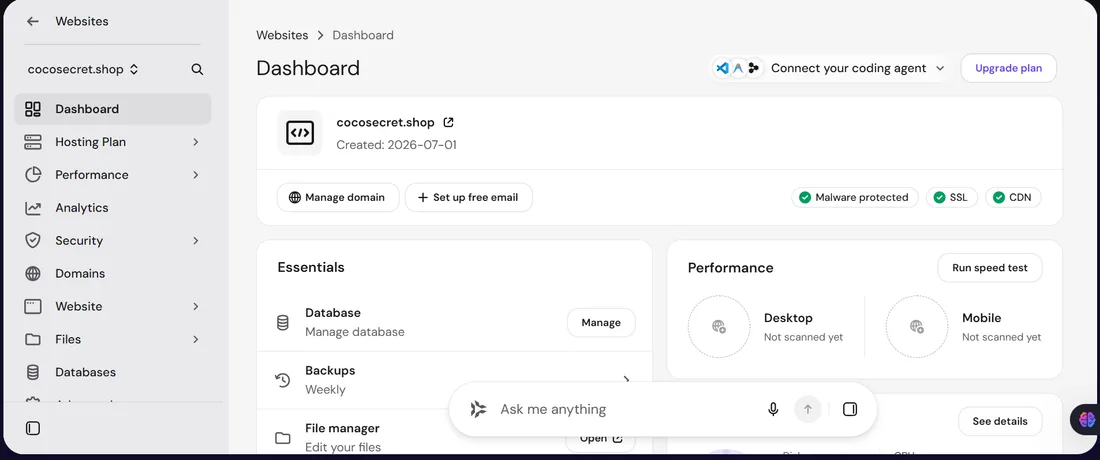 Websites
cocosecret.shop
Dashboard
Hosting Plan
Performance
Analytics
Security
Domains
Website
Files
Databases
Websites > Dashboard
Dashboard
Connect your coding agent
Upgrade plan
cocosecret.shop
Created: 2026-07-01
Manage domain
Set up free email
Malware protected
SSL
CDN
Essentials
Database
Manage database
Manage
Backups
Weekly
File manager
Edit your files
Open
Performance
Run speed test
Desktop
Not scanned yet
Mobile
Not scanned yet
See details
Ask me anything